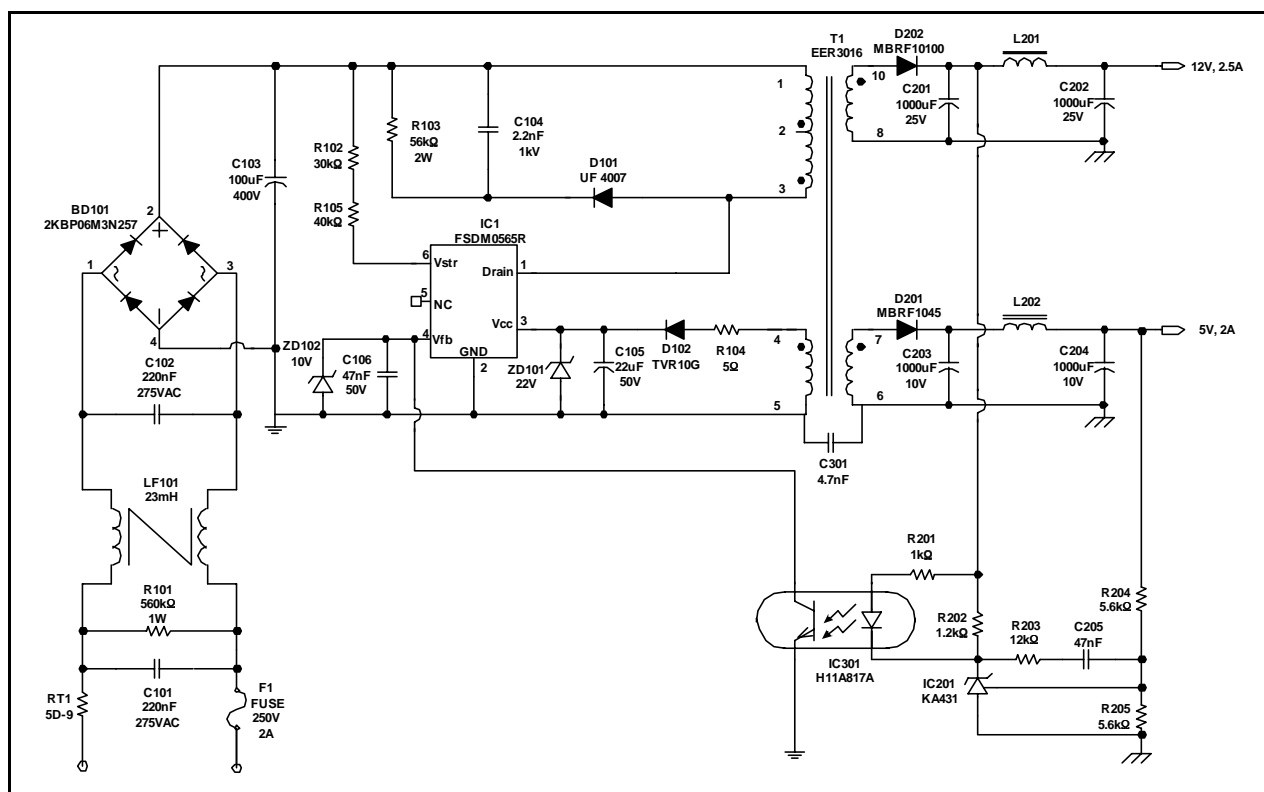 T1
EER3016
D202
MBRF10100
L201
12V, 2.5A
1
2
3
10
8
C201
1000uF
25V
C202
1000uF
25V
R103
56kΩ
2W
C104
2.2nF
1kV
D101
UF 4007
R102
30kΩ
R105
40kΩ
C103
100uF
400V
BD101
2KBP06M3N257
2
1
3
4
IC1
FSDM0565R
6
Vstr
Drain
1
5
NC
Vcc
3
4
Vfb
GND
2
ZD102
10V
C106
47nF
50V
ZD101
22V
C105
22uF
50V
D102
TVR10G
R104
5Ω
4
5
D201
MBRF1045
L202
5V, 2A
7
6
C203
1000uF
10V
C204
1000uF
10V
C301
4.7nF
C102
220nF
275VAC
LF101
23mH
R101
560kΩ
1W
C101
220nF
275VAC
RT1
5D-9
F1
FUSE
250V
2A
R201
1kΩ
R202
1.2kΩ
R203
12kΩ
C205
47nF
R204
5.6kΩ
IC301
H11A817A
IC201
KA431
R205
5.6kΩ